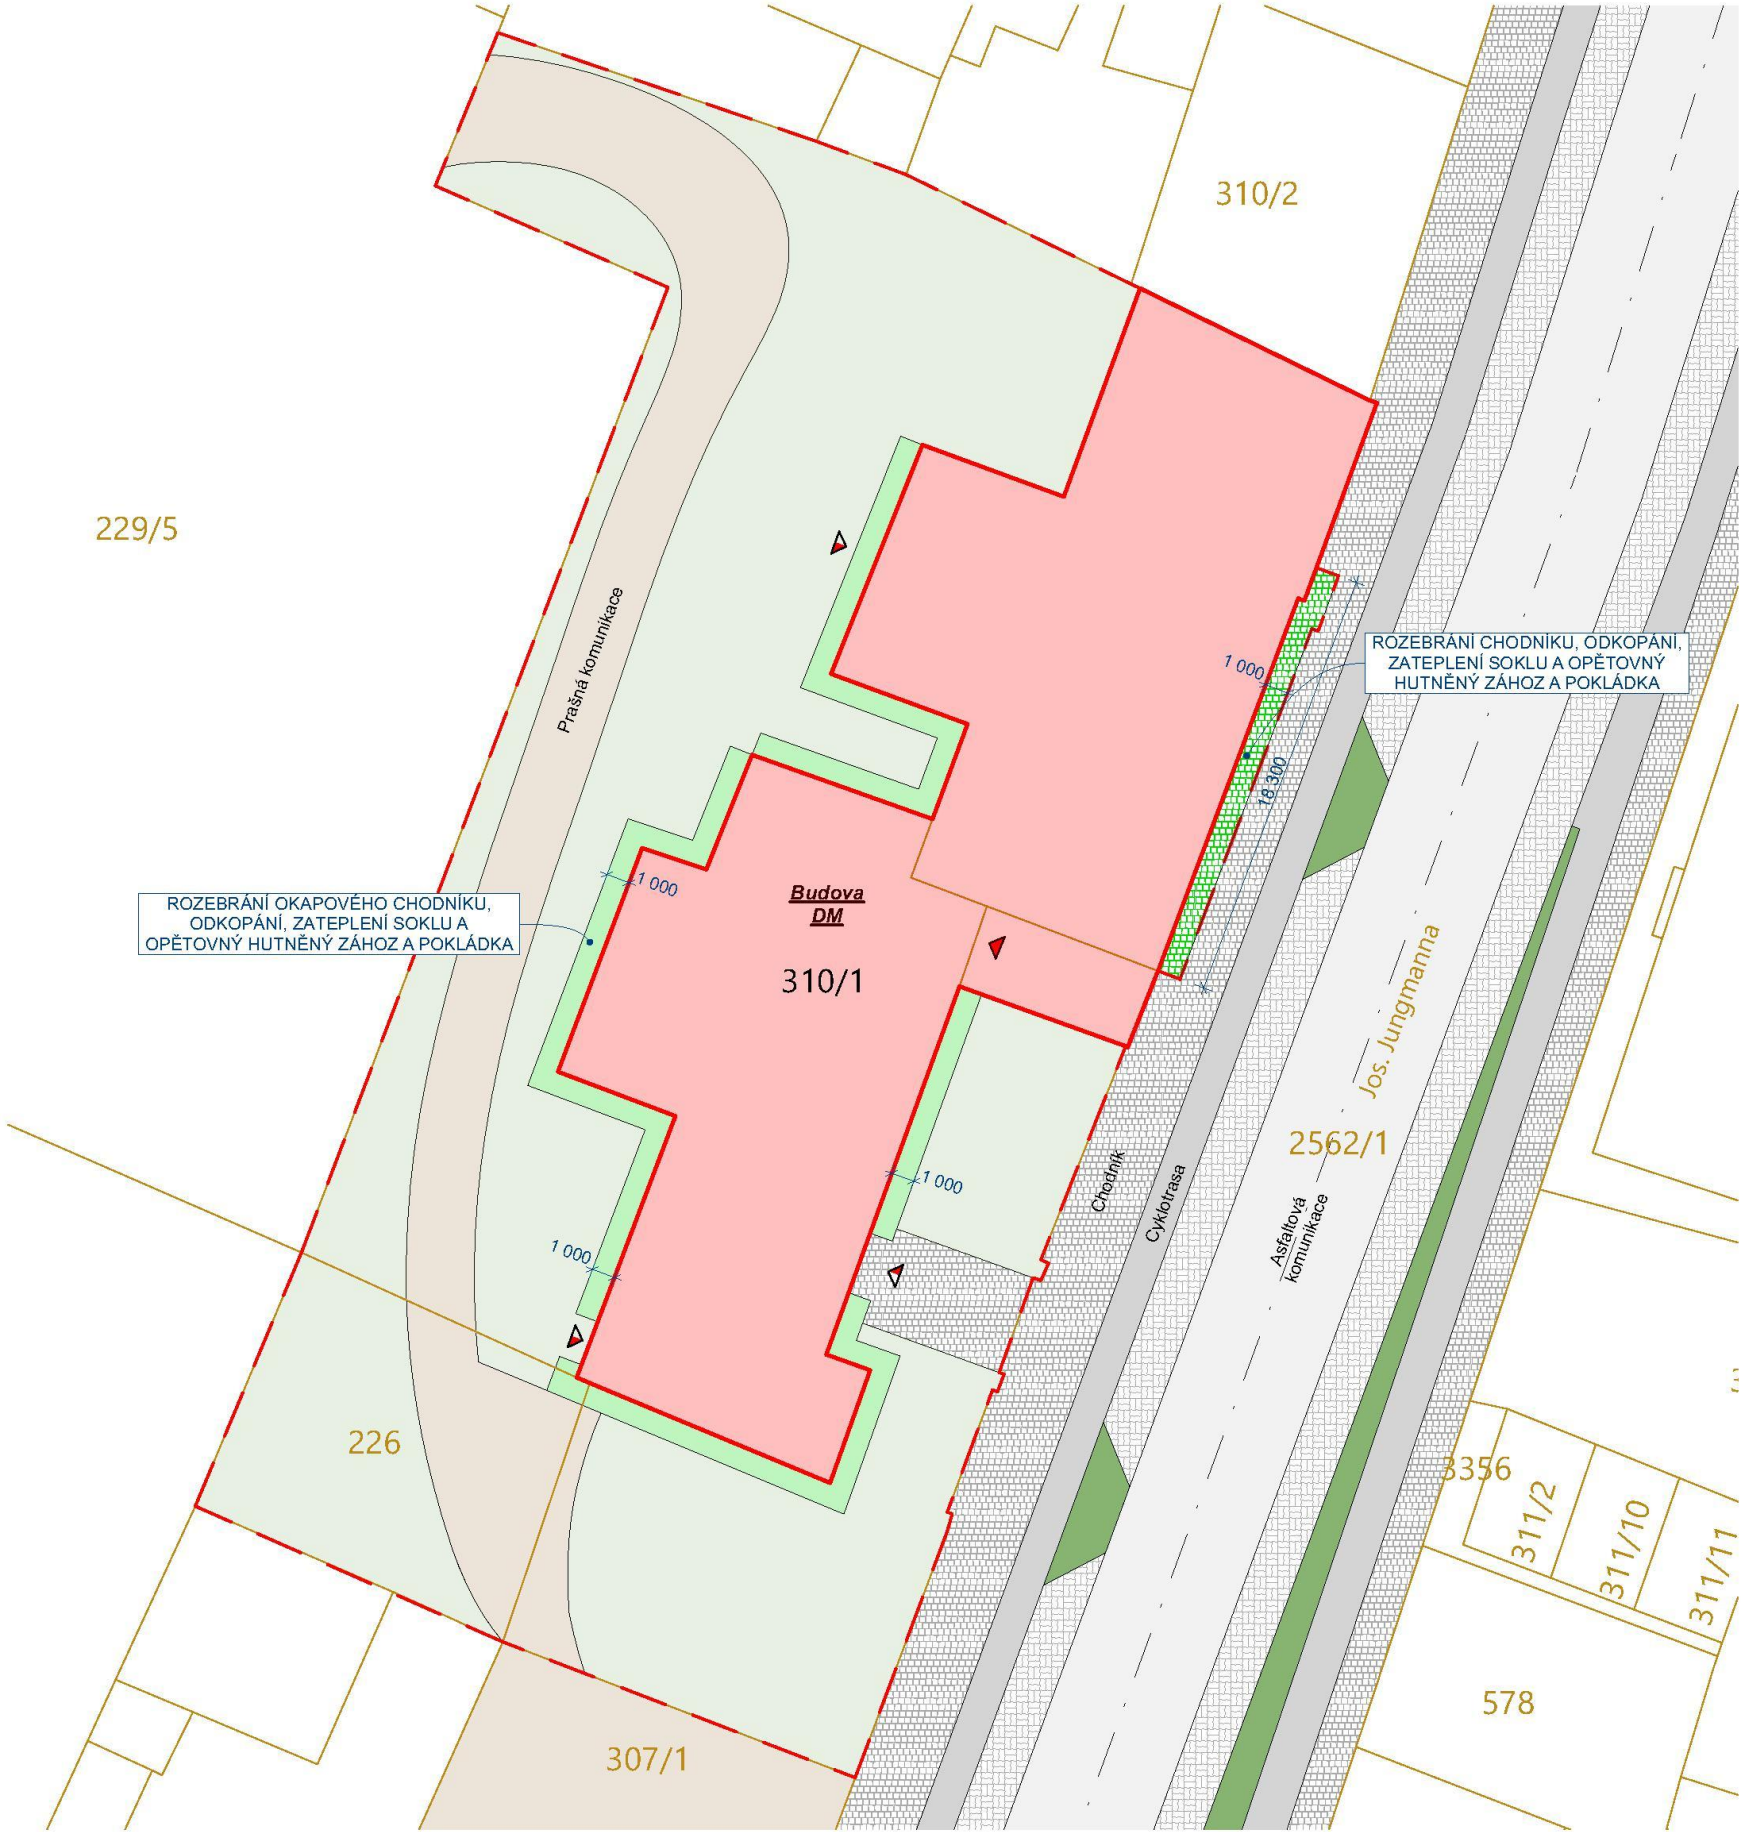 310/2
229/5
Prašná komunikace
ROZEBRÁNÍ CHODNÍKU, ODKOPÁNÍ,
ZATEPLENÍ SOKLU A OPĚTOVNÝ
HUTNĚNÝ ZÁHOZ A POKLÁDKA
1 000
18 300
1 000
Budova
DM
310/1
ROZEBRÁNÍ OKAPOVÉHO CHODNÍKU,
ODKOPÁNÍ, ZATEPLENÍ SOKLU A
OPĚTOVNÝ HUTNĚNÝ ZÁHOZ A POKLÁDKA
Jos. Jungmanna
2562/1
1 000
Chodník
Cyklotrasa
Asfaltová
komunikace
1 000
226
3356
311/2
311/10
311/11
578
307/1